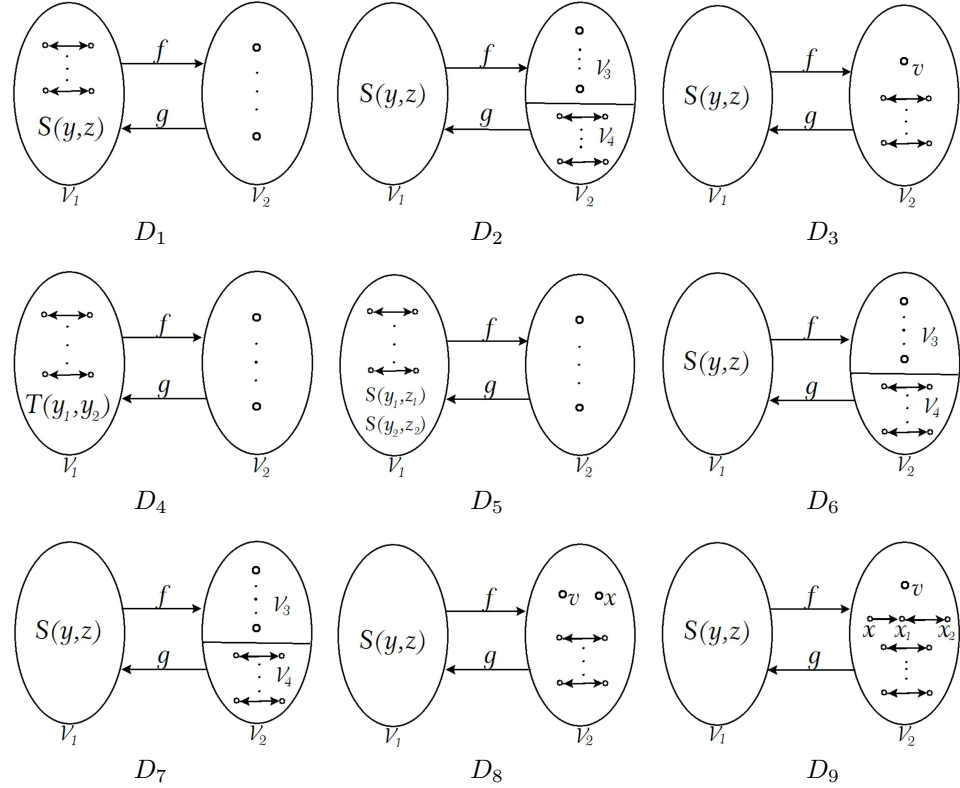 f f f
𝒱₃ v
S(y,z) S(y,z)
g g g
S(y,z) 𝒱₄
𝒱₁ 𝒱₂ 𝒱₁ 𝒱₂ 𝒱₁ 𝒱₂
D₁ D₂ D₃
f f f
𝒱₃
S(y,z)
g g g
T(y₁,y₂) S(y₁,z₁) 𝒱₄
S(y₂,z₂)
𝒱₁ 𝒱₂ 𝒱₁ 𝒱₂ 𝒱₁ 𝒱₂
D₄ D₅ D₆
f f f
𝒱₃ v x v
S(y,z) S(y,z) S(y,z) x x₁ x₂
g g g
𝒱₄
𝒱₁ 𝒱₂ 𝒱₁ 𝒱₂ 𝒱₁ 𝒱₂
D₇ D₈ D₉